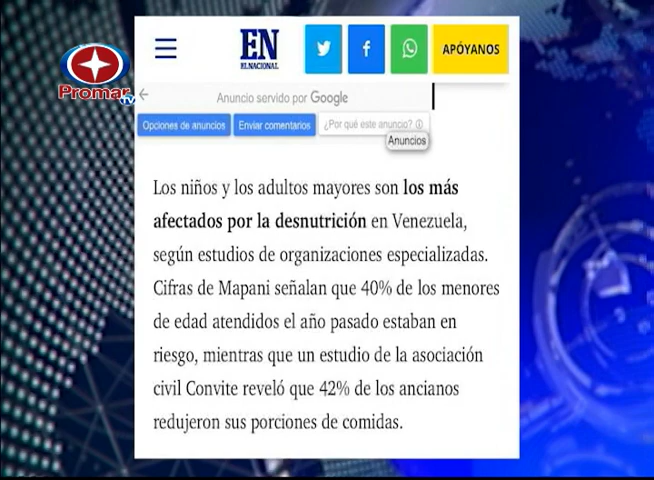 EN
EL NACIONAL
APÓYANOS
Promar tv
Anuncio servido por Google
Opciones de anuncios
Enviar comentarios
¿Por qué este anuncio?
Anuncios
Los niños y los adultos mayores son los más
afectados por la desnutrición en Venezuela,
según estudios de organizaciones especializadas.
Cifras de Mapani señalan que 40% de los menores
de edad atendidos el año pasado estaban en
riesgo, mientras que un estudio de la asociación
civil Convite reveló que 42% de los ancianos
redujeron sus porciones de comidas.